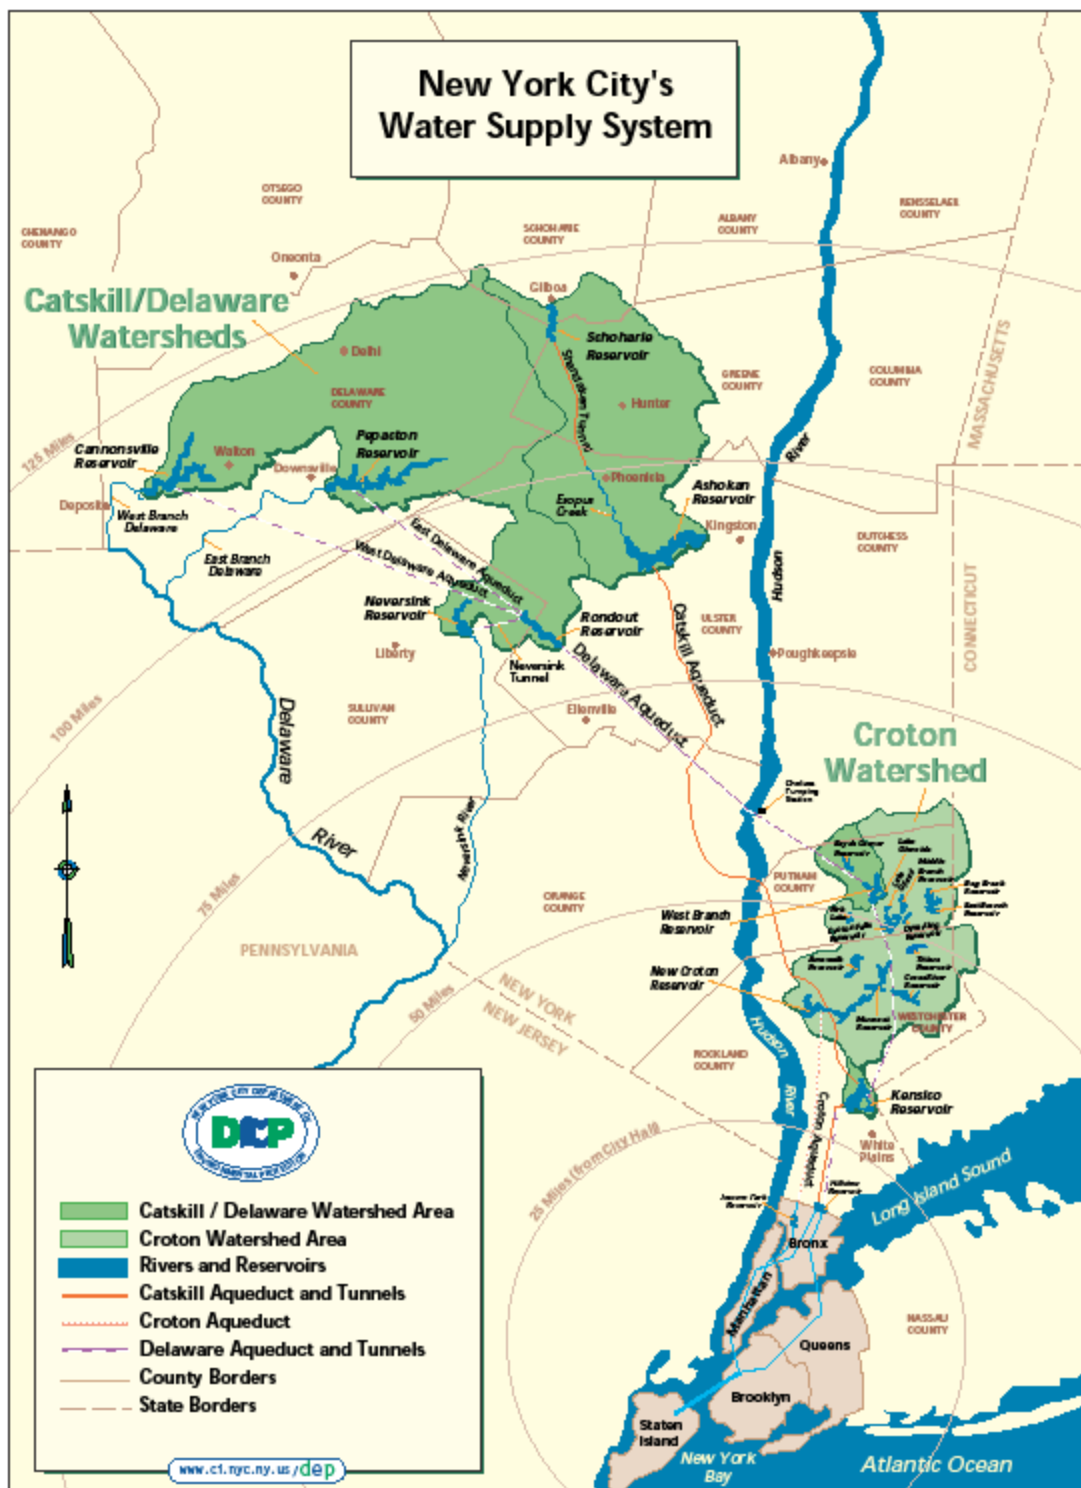 New York City's
Water Supply System
Albany
OTSEGO
COUNTY
RENSSELAER
COUNTY
CHENANGO
COUNTY
SCHOHARIE
COUNTY
ALBANY
COUNTY
Oneonta
Gilboa
Catskill/Delaware
Watersheds
Schoharie
Reservoir
Delhi
Shandaken Tunnel
MASSACHUSETTS
GREENE
COUNTY
COLUMBIA
COUNTY
DELAWARE
COUNTY
Hunter
125 Miles
Cannonsville
Reservoir
Walton
Pepacton
Reservoir
River
Downsville
Phoenicia
Ashokan
Reservoir
Deposit
West Branch
Delaware
Esopus
Creek
Kingston
East Branch
Delaware
East Delaware Aqueduct
West Delaware Aqueduct
DUTCHESS
COUNTY
Hudson
CONNECTICUT
Neversink
Reservoir
Rondout
Reservoir
Catskill Aqueduct
ULSTER
COUNTY
Liberty
Neversink
Tunnel
Delaware Aqueduct
Poughkeepsie
100 Miles
SULLIVAN
COUNTY
Ellenville
Delaware
Croton
Watershed
Neversink River
River
75 Miles
ORANGE
COUNTY
PUTNAM
COUNTY
West Branch
Reservoir
PENNSYLVANIA
New Croton
Reservoir
NEW YORK
NEW JERSEY
50 Miles
WESTCHESTER
COUNTY
Hudson
River
ROCKLAND
COUNTY
Croton Aqueduct
Kensico
Reservoir
White
Plains
25 Miles (from City Hall)
Long Island Sound
Bronx
Manhattan
Queens
NASSAU
COUNTY
Brooklyn
Staten
Island
New York
Bay
Atlantic Ocean
NEW YORK CITY DEPARTMENT OF
DEP
ENVIRONMENTAL PROTECTION
Catskill / Delaware Watershed Area
Croton Watershed Area
Rivers and Reservoirs
Catskill Aqueduct and Tunnels
Croton Aqueduct
Delaware Aqueduct and Tunnels
County Borders
State Borders
www.ci.nyc.ny.us/dep